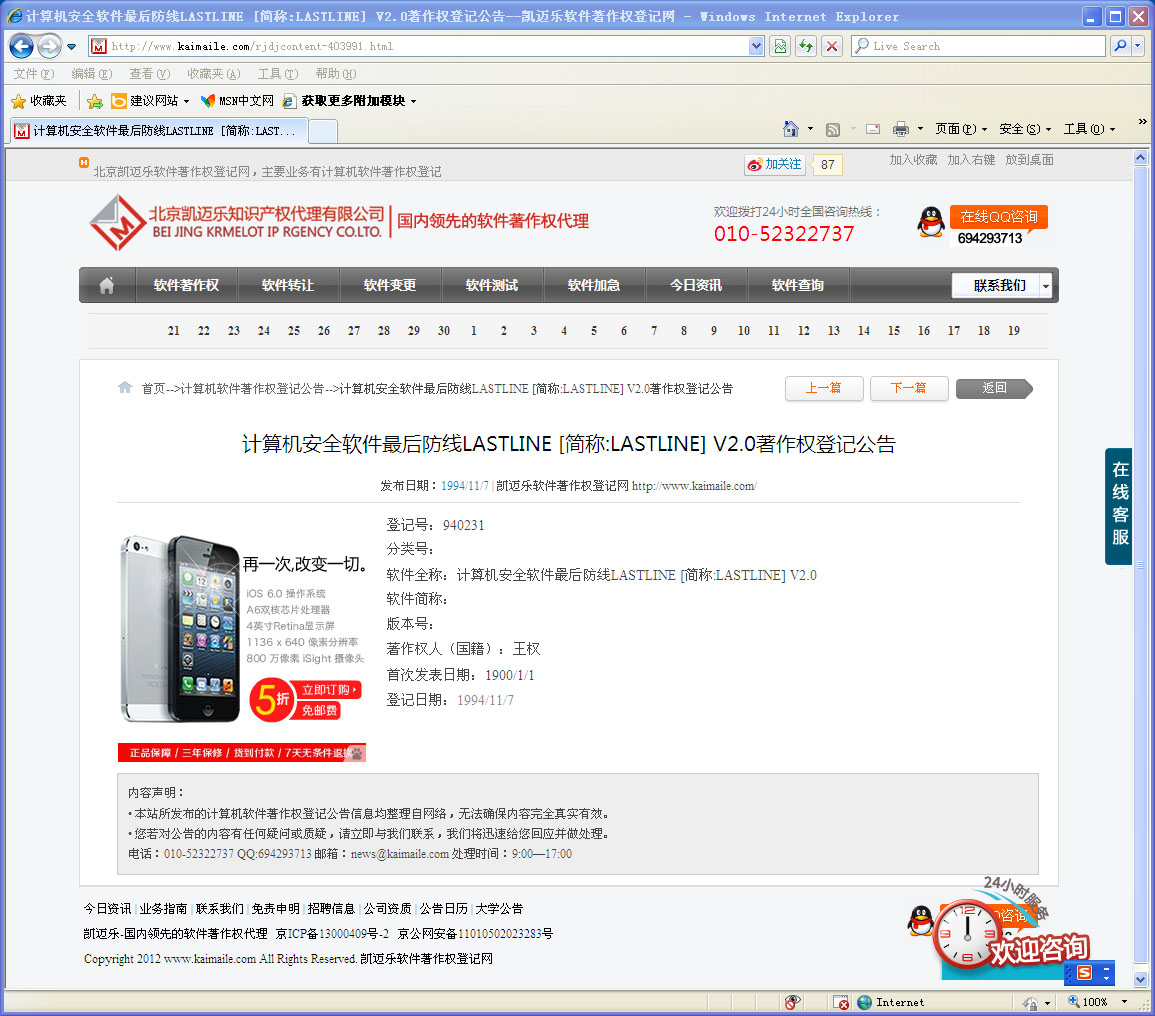 计算机安全软件最后防线LASTLINE [简称:LASTLINE] V2.0著作权登记公告--凯迈乐软件著作权登记网 - Windows Internet Explorer
http://www.kaimaile.com/rjdjcontent-403991.html
Live Search
文件(F) 编辑(E) 查看(V) 收藏夹(A) 工具(T) 帮助(H)
收藏夹 建议网站 MSN中文网 获取更多附加模块
计算机安全软件最后防线LASTLINE [简称:LAST...
页面(P) 安全(S) 工具(O) »
北京凯迈乐软件著作权登记网，主要业务有计算机软件著作权登记
加关注 87
加入收藏 加入右键 放到桌面
北京凯迈乐知识产权代理有限公司
BEI JING KRMELOT IP RGENCY CO.LTD.
国内领先的软件著作权代理
欢迎拨打24小时全国咨询热线：
010-52322737
在线QQ咨询
694293713
软件著作权 软件转让 软件变更 软件测试 软件加急 今日资讯 软件查询 联系我们
21 22 23 24 25 26 27 28 29 30 1 2 3 4 5 6 7 8 9 10 11 12 13 14 15 16 17 18 19
首页-->计算机软件著作权登记公告-->计算机安全软件最后防线LASTLINE [简称:LASTLINE] V2.0著作权登记公告
上一篇 下一篇 返回
计算机安全软件最后防线LASTLINE [简称:LASTLINE] V2.0著作权登记公告
发布日期：1994/11/7 | 凯迈乐软件著作权登记网 http://www.kaimaile.com/
登记号：940231
分类号：
软件全称：计算机安全软件最后防线LASTLINE [简称:LASTLINE] V2.0
软件简称：
版本号：
著作权人（国籍）：王权
首次发表日期：1900/1/1
登记日期：1994/11/7
再一次,改变一切。
iOS 6.0 操作系统
A6双核芯片处理器
4英寸Retina显示屏
1136 x 640 像素分辨率
800 万像素 iSight 摄像头
5折
立即订购
免邮费
正品保障 / 三年保修 / 货到付款 / 7天无条件退换
在线客服
内容声明：
• 本站所发布的计算机软件著作权登记公告信息均整理自网络，无法确保内容完全真实有效。
• 您若对公告的内容有任何疑问或质疑，请立即与我们联系，我们将迅速给您回应并做处理。
电话：010-52322737 QQ:694293713 邮箱：news@kaimaile.com 处理时间：9:00—17:00
今日资讯 | 业务指南 | 联系我们 | 免责申明 | 招聘信息 | 公司资质 | 公告日历 | 大学公告
凯迈乐-国内领先的软件著作权代理 京ICP备13000409号-2 京公网安备11010502023283号
Copyright 2012 www.kaimaile.com All Rights Reserved. 凯迈乐软件著作权登记网
24小时服务
欢迎咨询
Internet
100%